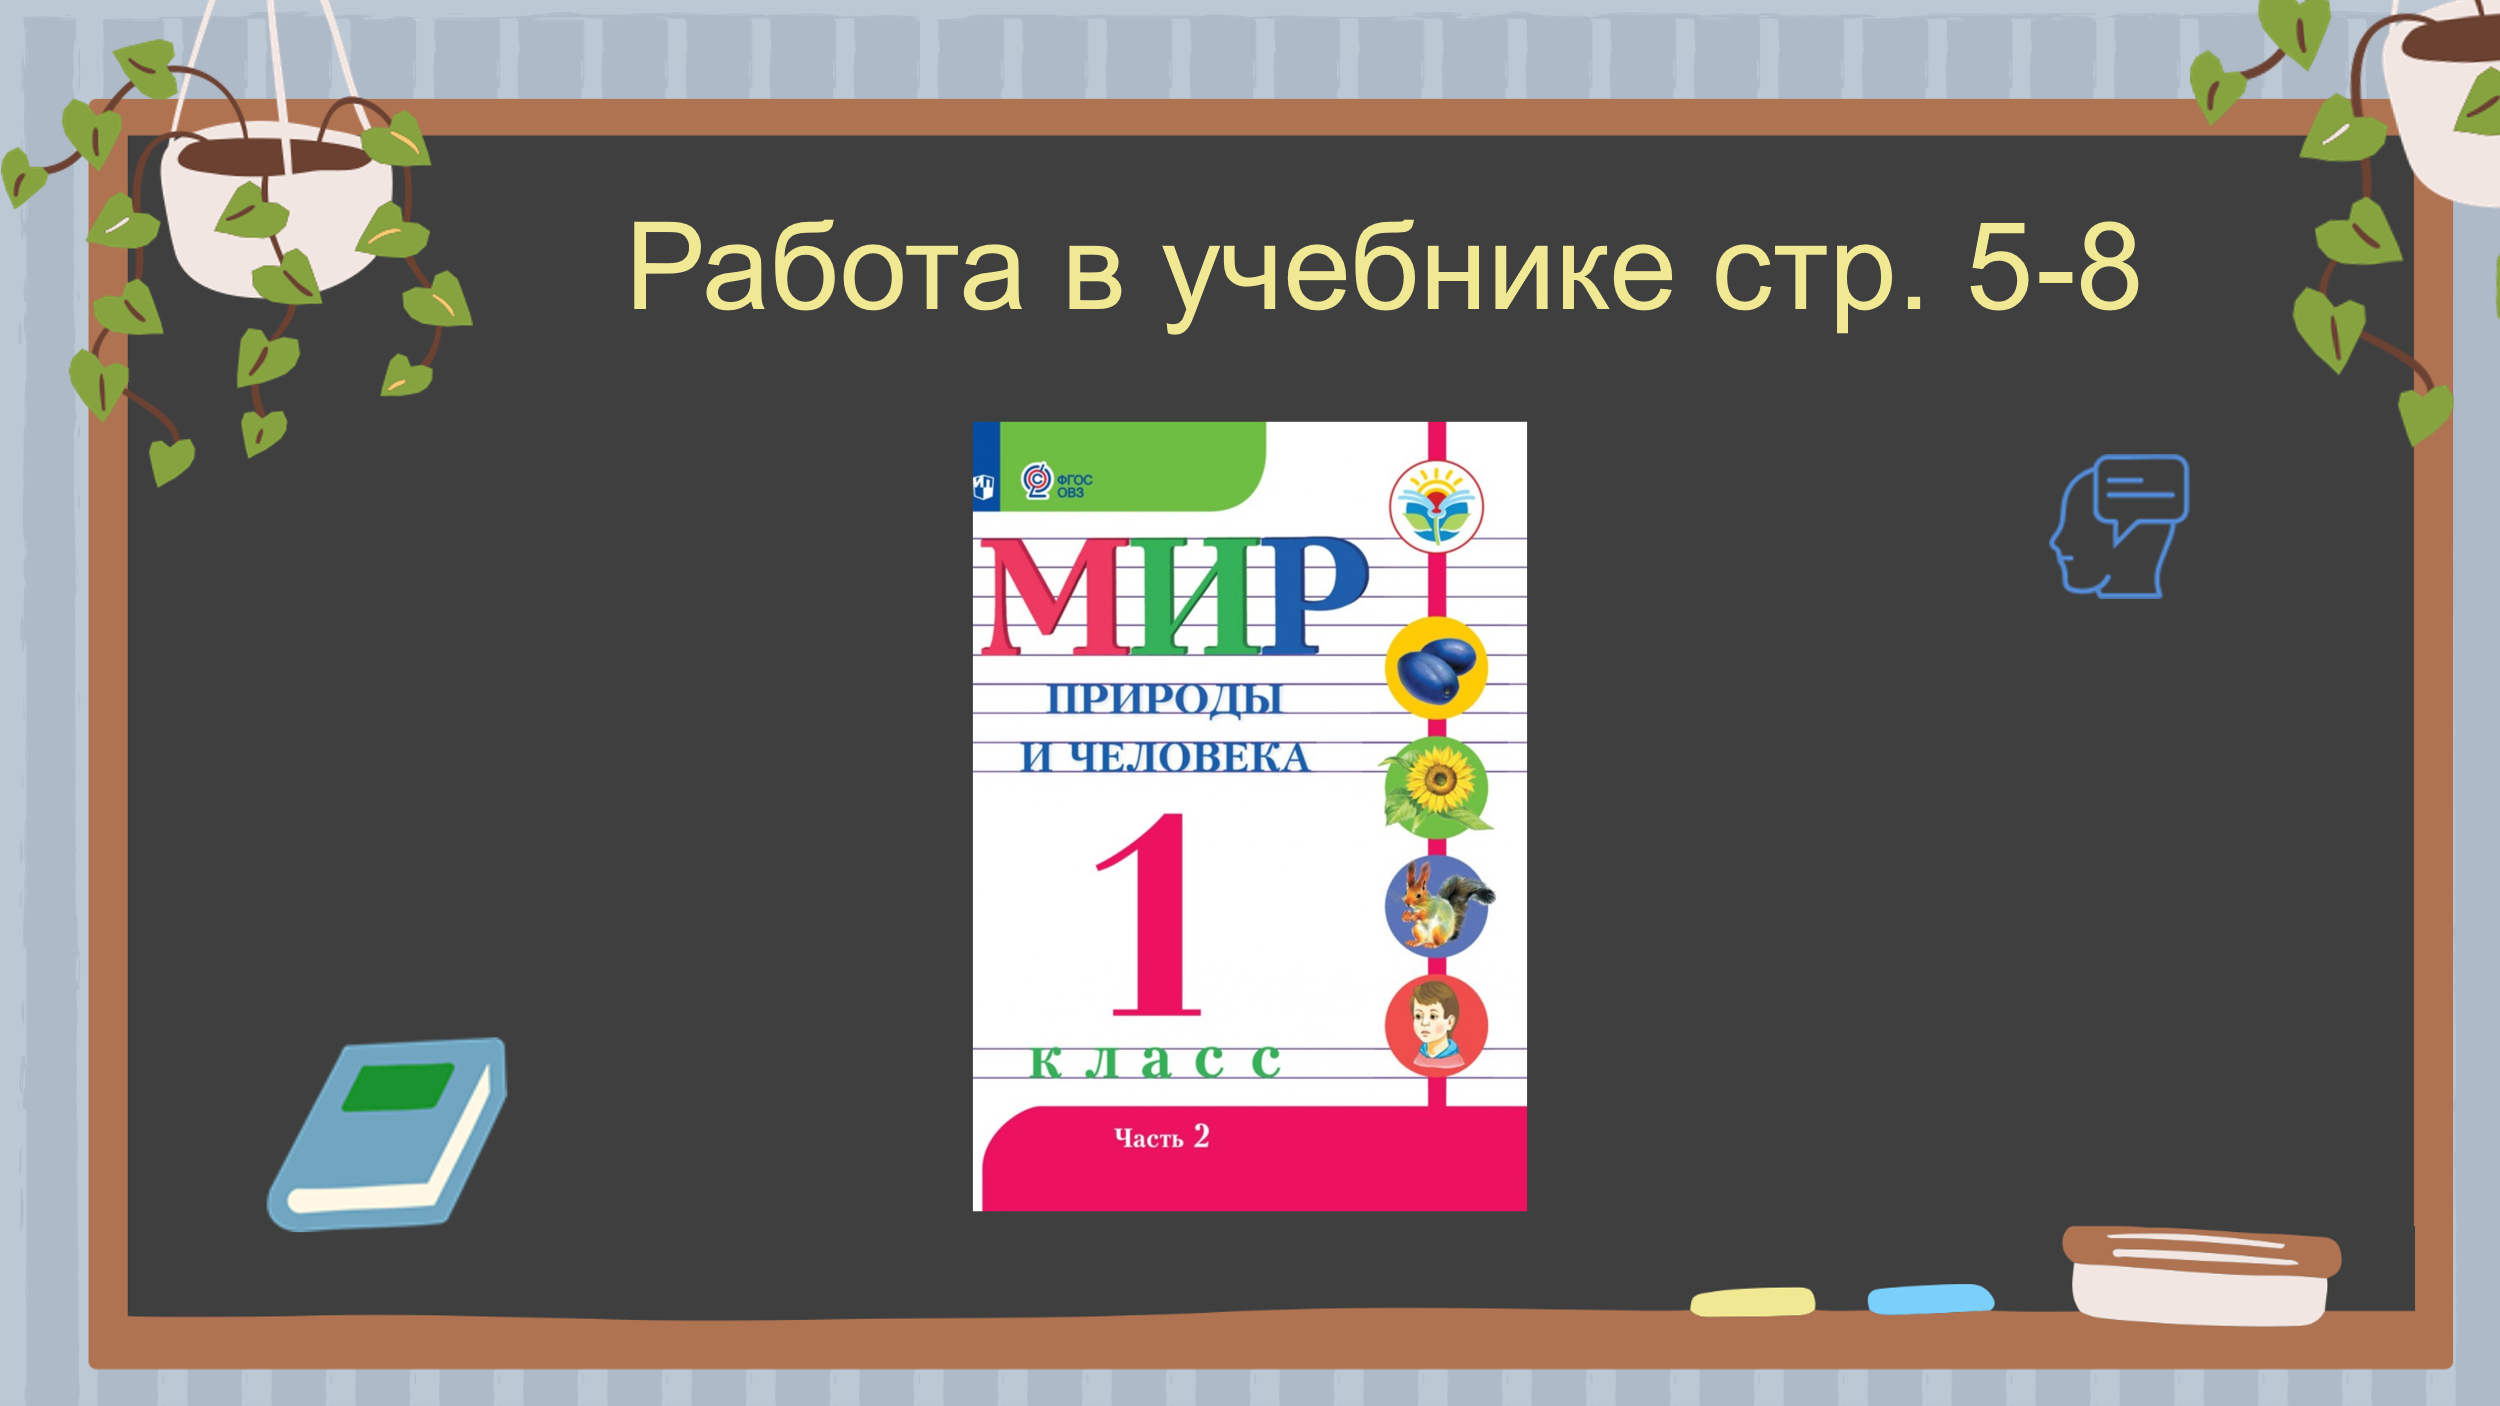 Работа в учебнике стр. 5-8
ФГОС
ОВЗ
МИР
ПРИРОДЫ
И ЧЕЛОВЕКА
1
класс
Часть 2